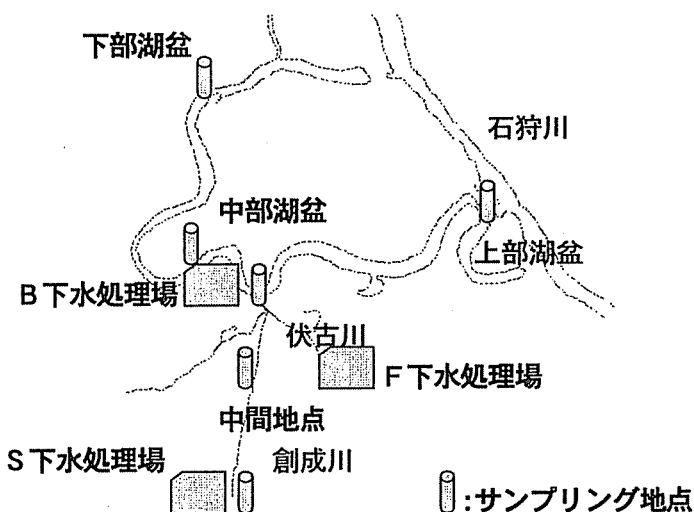 下部湖盆
石狩川
中部湖盆
上部湖盆
B下水処理場
伏古川
F下水処理場
中間地点
S下水処理場
創成川
:サンプリング地点